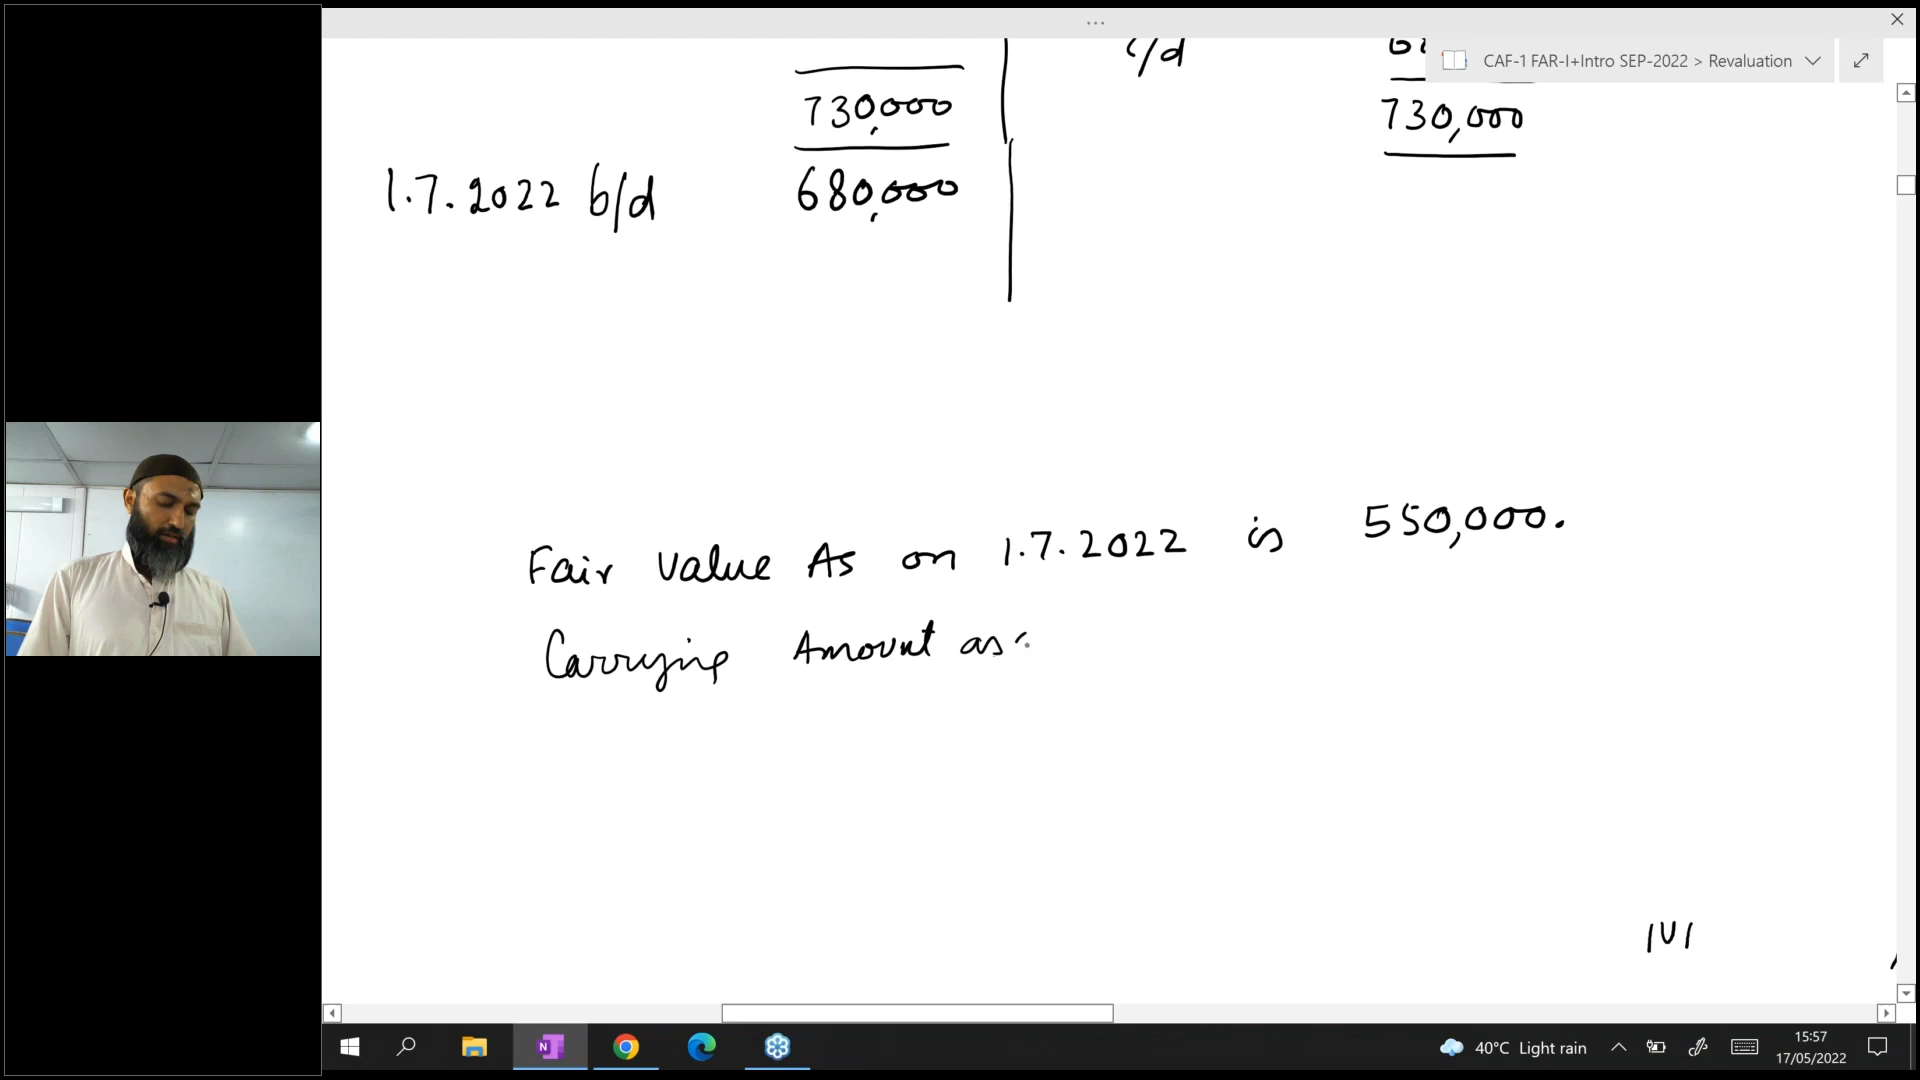 c/d
CAF-1 FAR-I+Intro SEP-2022 > Revaluation
730,000 730,000
1.7.2022 b/d 680,000
Fair Value As on 1.7.2022 is 550,000.
Carrying Amount as
40°C Light rain
15:57
17/05/2022